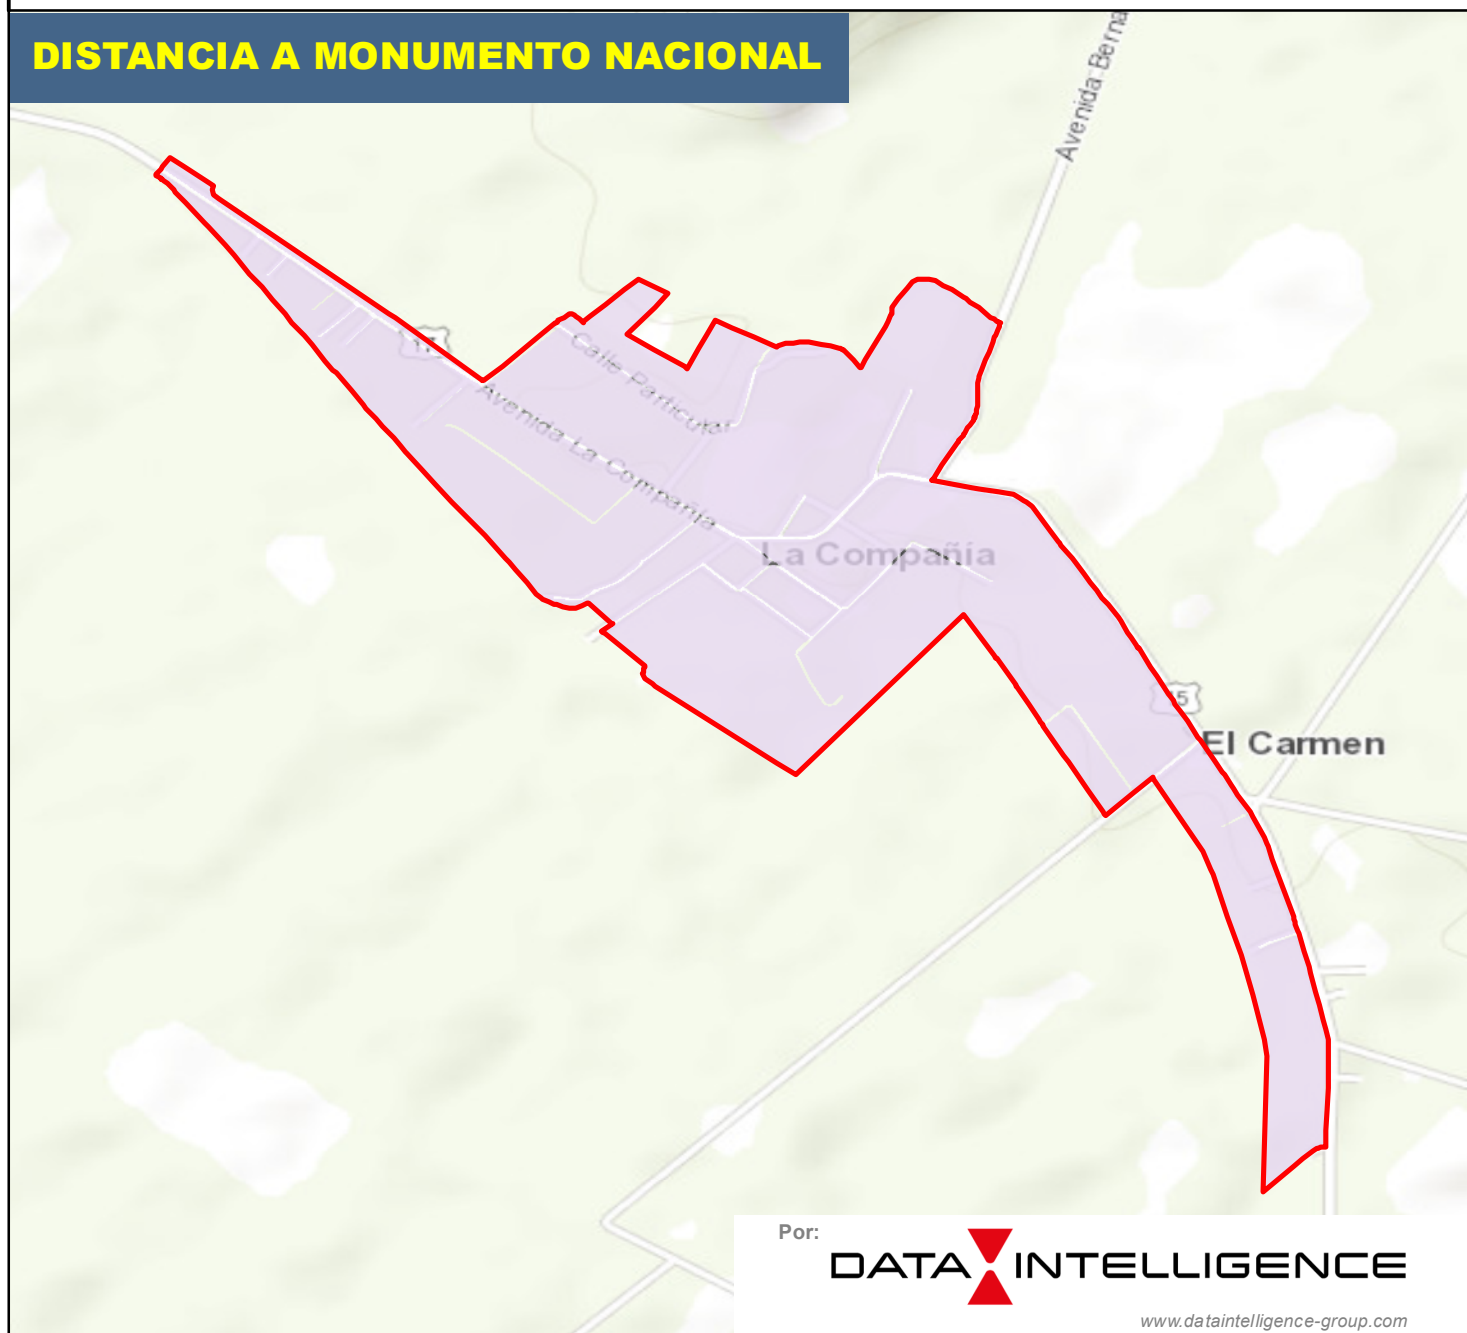 DISTANCIA A MONUMENTO NACIONAL
Avenida Berna
Calle Particular
Avenida La Compañía
La Compañía
El Carmen
Por:
DATA INTELLIGENCE
www.dataintelligence-group.com